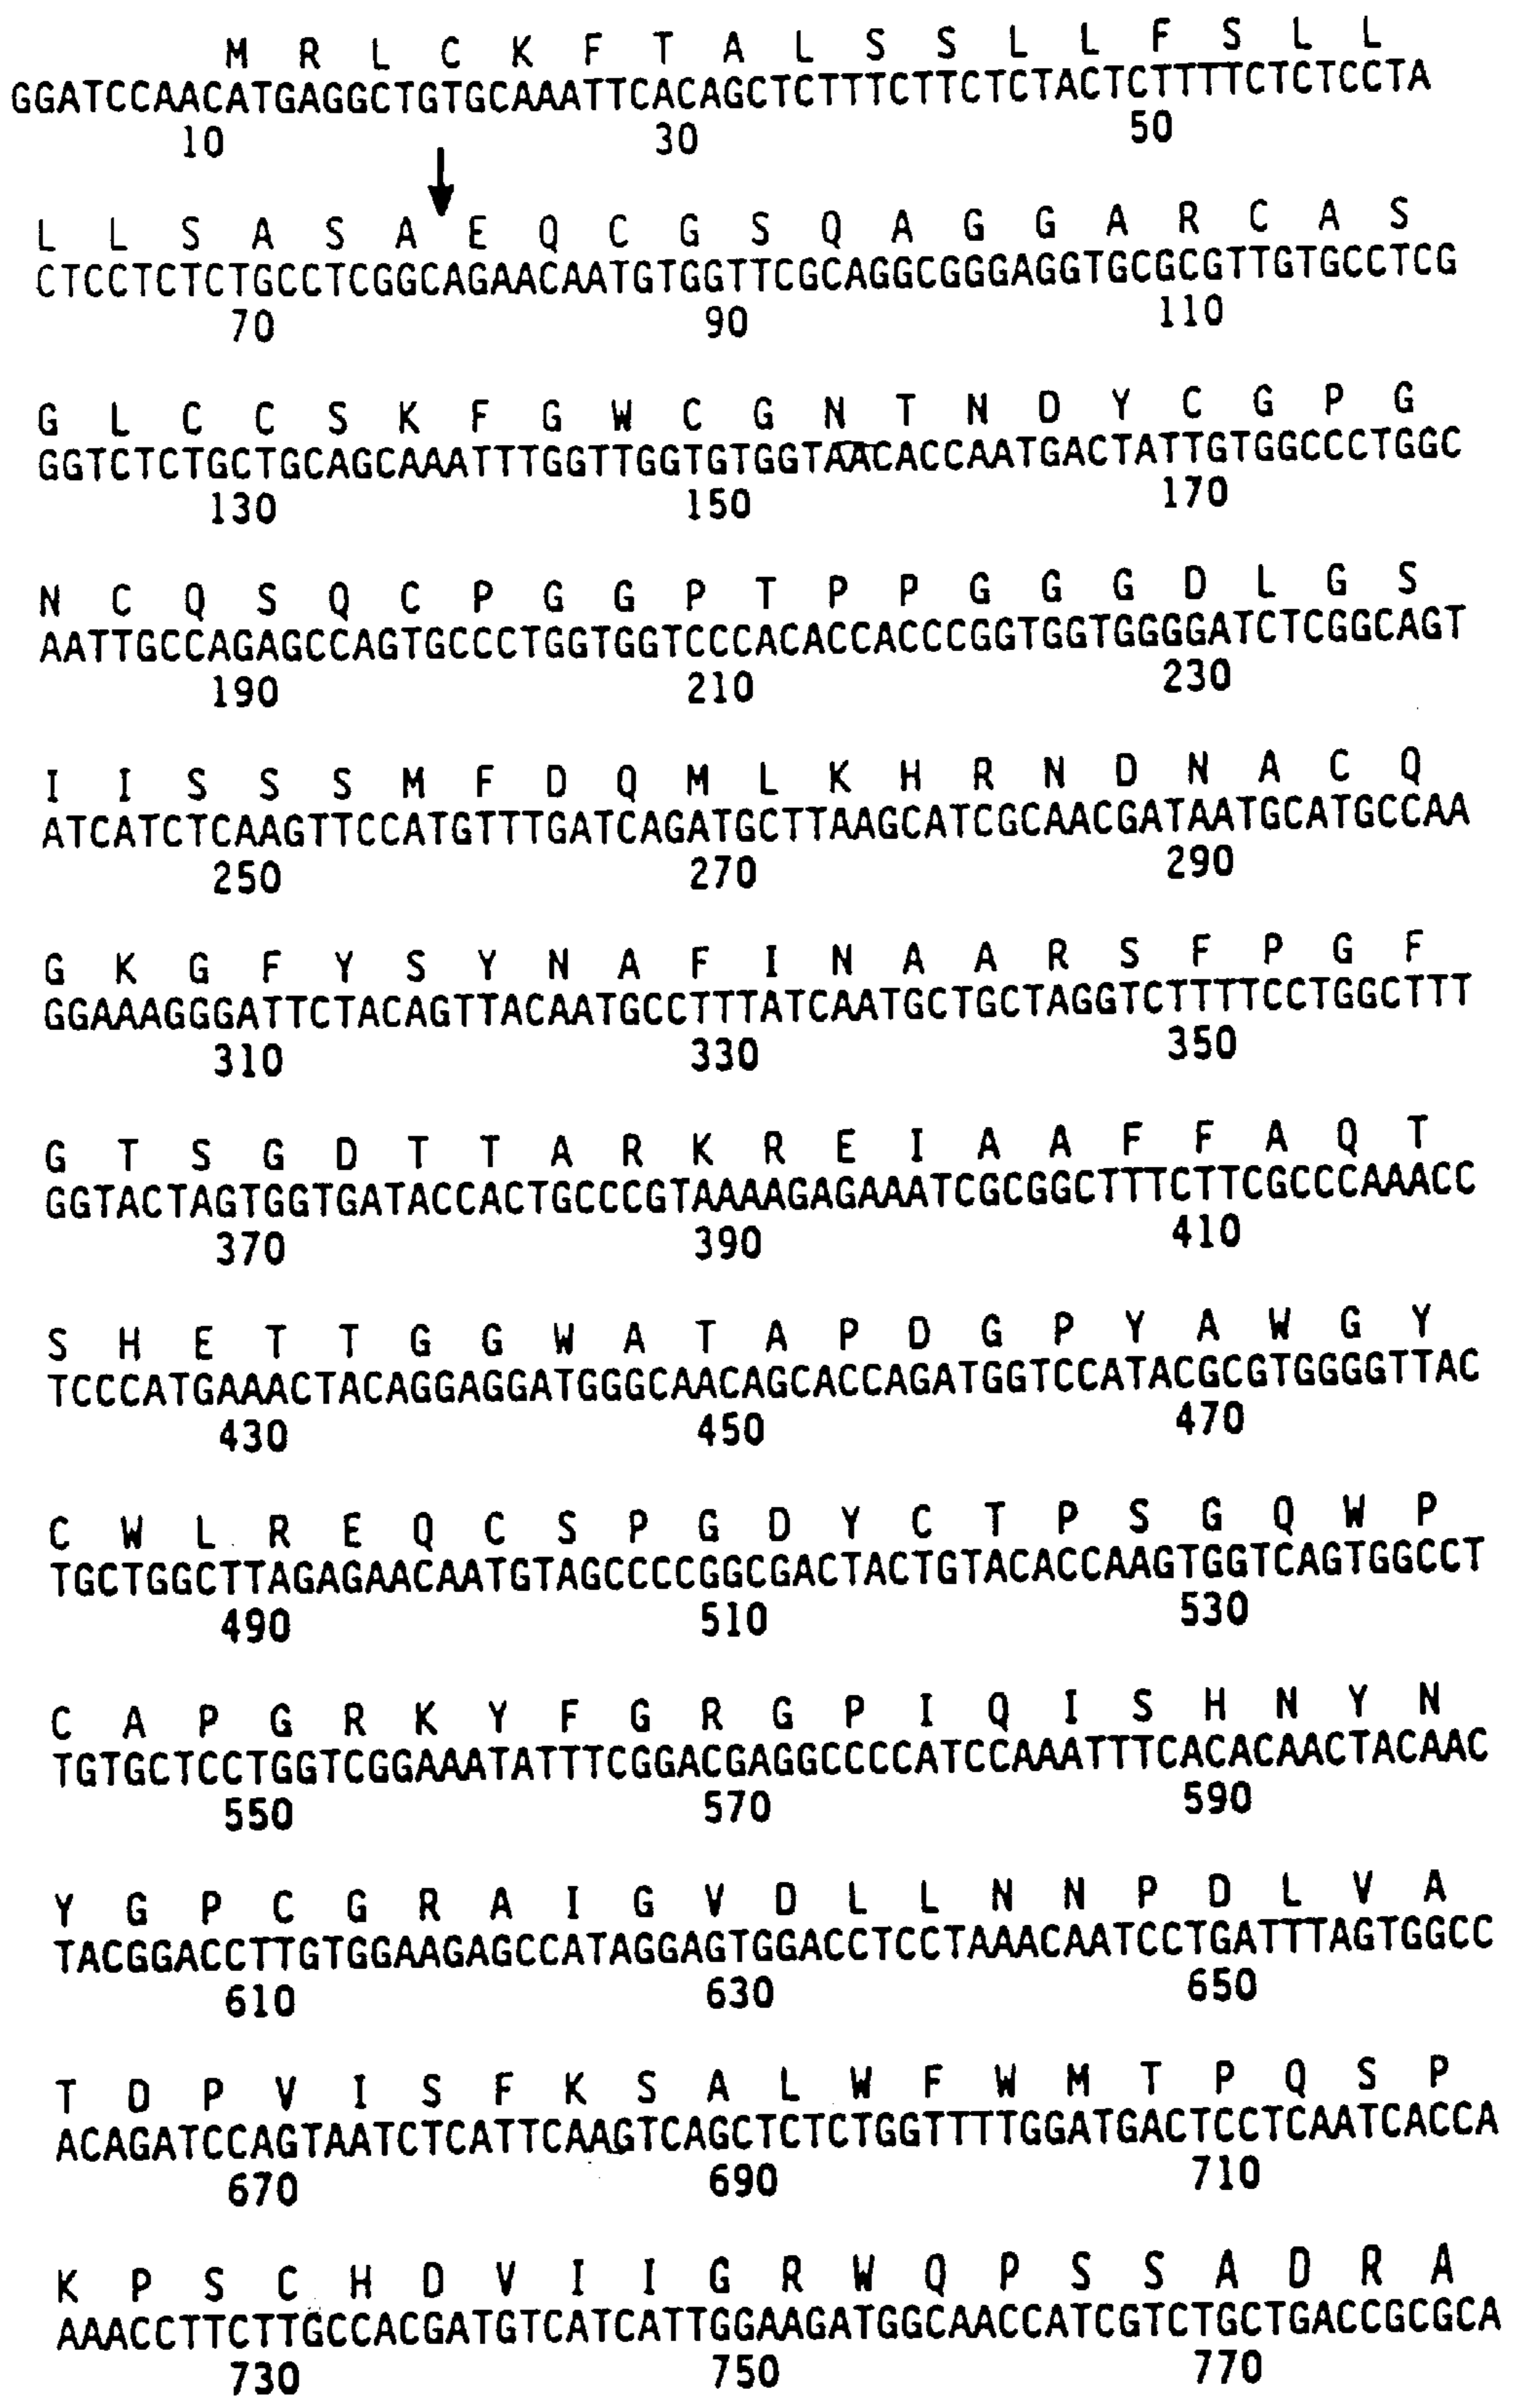 M R L C K F T A L S S L L F S L L
GGATCCAACATGAGGCTGTGCAAATTCACAGCTCTTTCTTCTCTACTCTTTTCTCTCCTA
10 30 50
L L S A S A E Q C G S Q A G G A R C A S
CTCCTCTCTGCCTCGGCAGAACAATGTGGTTCGCAGGCGGGAGGTGCGCGTTGTGCCTCG
70 90 110
G L C C S K F G W C G N T N D Y C G P G
GGTCTCTGCTGCAGCAAATTTGGTTGGTGTGGTAACACCAATGACTATTGTGGCCCTGGC
130 150 170
N C Q S Q C P G G P T P P G G G D L G S
AATTGCCAGAGCCAGTGCCCTGGTGGTCCCACACCACCCGGTGGTGGGGATCTCGGCAGT
190 210 230
I I S S S M F D Q M L K H R N D N A C Q
ATCATCTCAAGTTCCATGTTTGATCAGATGCTTAAGCATCGCAACGATAATGCATGCCAA
250 270 290
G K G F Y S Y N A F I N A A R S F P G F
GGAAAGGGATTCTACAGTTACAATGCCTTTATCAATGCTGCTAGGTCTTTTCCTGGCTTT
310 330 350
G T S G D T T A R K R E I A A F F A Q T
GGTACTAGTGGTGATACCACTGCCCGTAAAAGAGAAATCGCGGCTTTCTTCGCCCAAACC
370 390 410
S H E T T G G W A T A P D G P Y A W G Y
TCCCATGAAACTACAGGAGGATGGGCAACAGCACCAGATGGTCCATACGCGTGGGGTTAC
430 450 470
C W L R E Q C S P G D Y C T P S G Q W P
TGCTGGCTTAGAGAACAATGTAGCCCCGGCGACTACTGTACACCAAGTGGTCAGTGGCCT
490 510 530
C A P G R K Y F G R G P I Q I S H N Y N
TGTGCTCCTGGTCGGAAATATTTCGGACGAGGCCCCATCCAAATTTCACACAACTACAAC
550 570 590
Y G P C G R A I G V D L L N N P D L V A
TACGGACCTTGTGGAAGAGCCATAGGAGTGGACCTCCTAAACAATCCTGATTTAGTGGCC
610 630 650
T D P V I S F K S A L W F W M T P Q S P
ACAGATCCAGTAATCTCATTCAAGTCAGCTCTCTGGTTTTGGATGACTCCTCAATCACCA
670 690 710
K P S C H D V I I G R W Q P S S A D R A
AAACCTTCTTGCCACGATGTCATCATTGGAAGATGGCAACCATCGTCTGCTGACCGCGCA
730 750 770